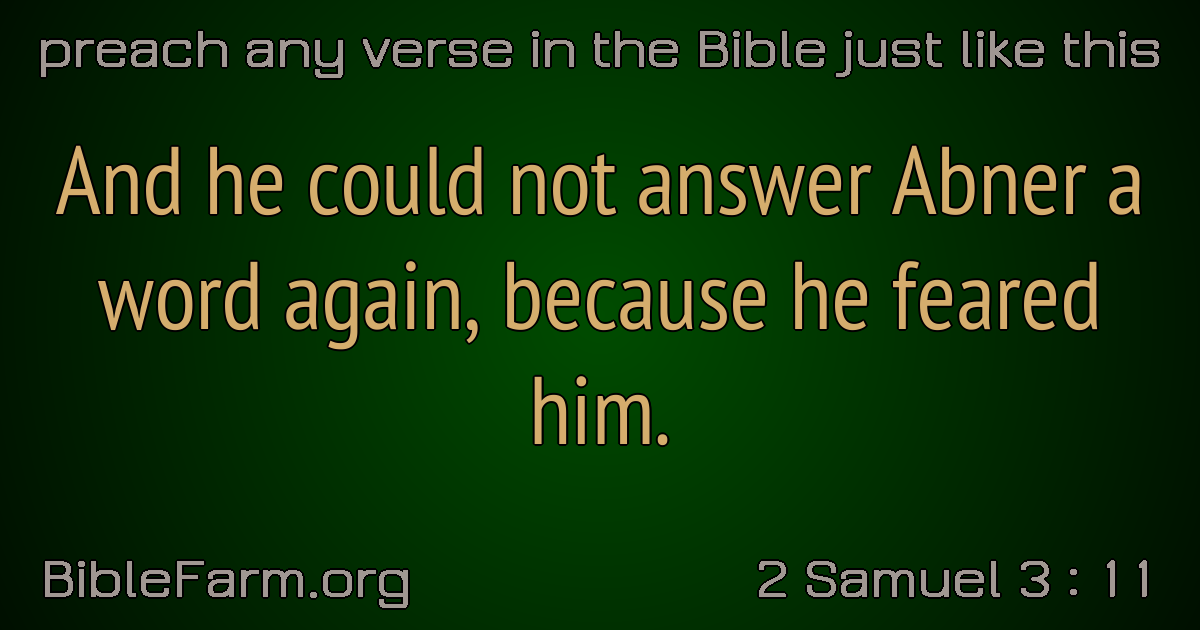 preach any verse in the Bible just like this
And he could not answer Abner a
word again, because he feared
him.
BibleFarm.org
2 Samuel 3 : 11